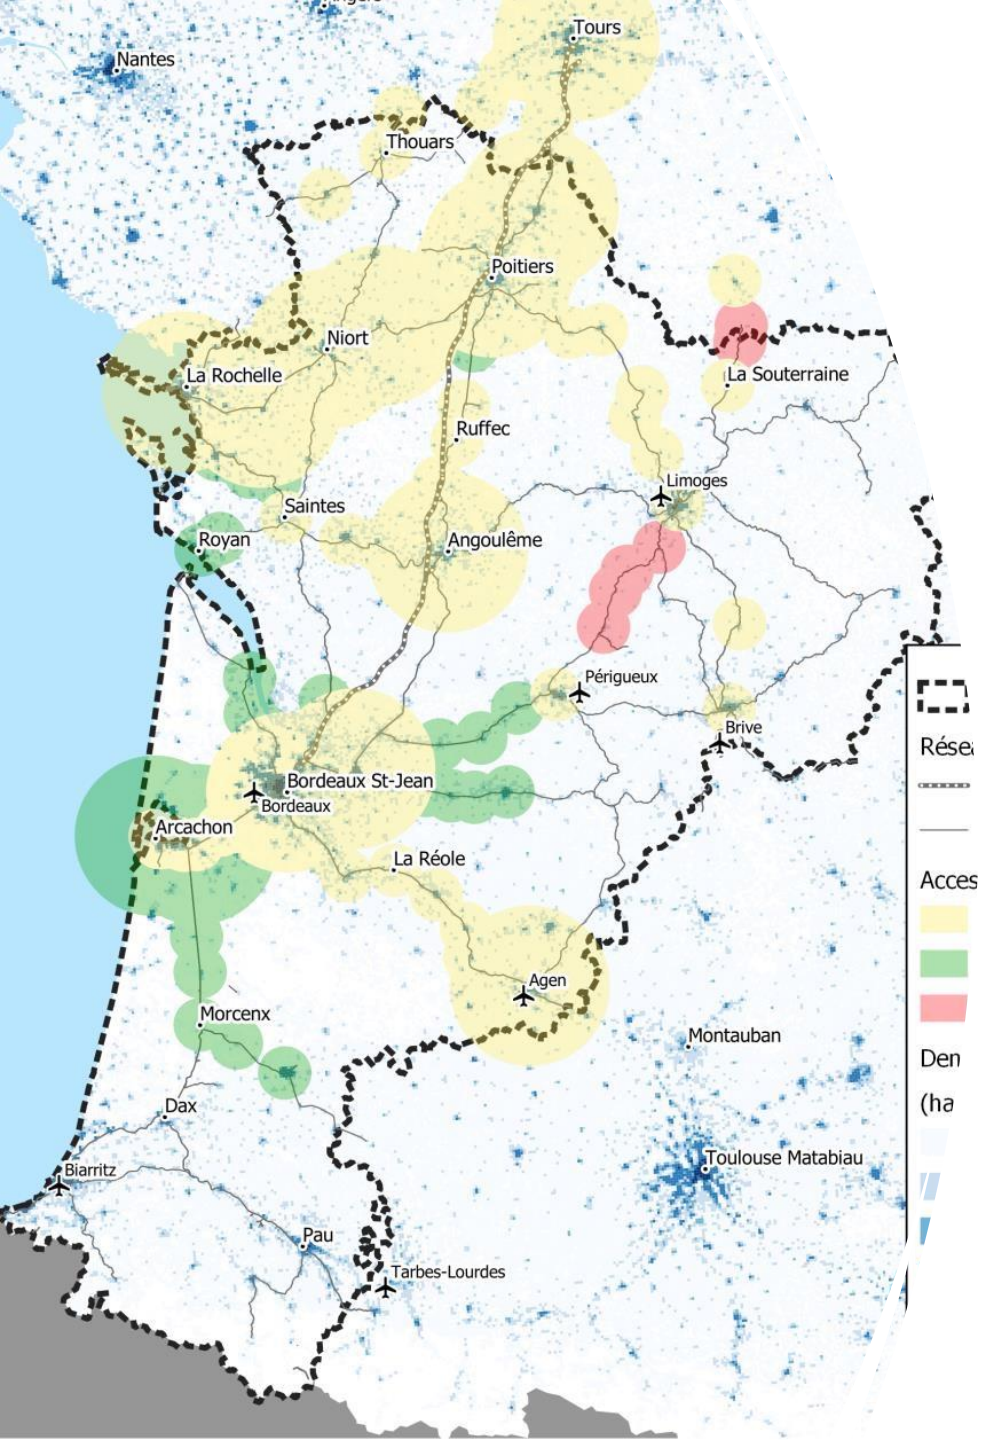 Tours
Nantes
Thouars
Poitiers
Niort
La Rochelle
La Souterraine
Ruffec
Limoges
Saintes
Royan
Angoulême
Périgueux
Brive
Bordeaux St-Jean
Bordeaux
Arcachon
La Réole
Agen
Morcenx
Montauban
Dax
Biarritz
Toulouse Matabiau
Pau
Tarbes-Lourdes
Résea
Acces
Den
(ha